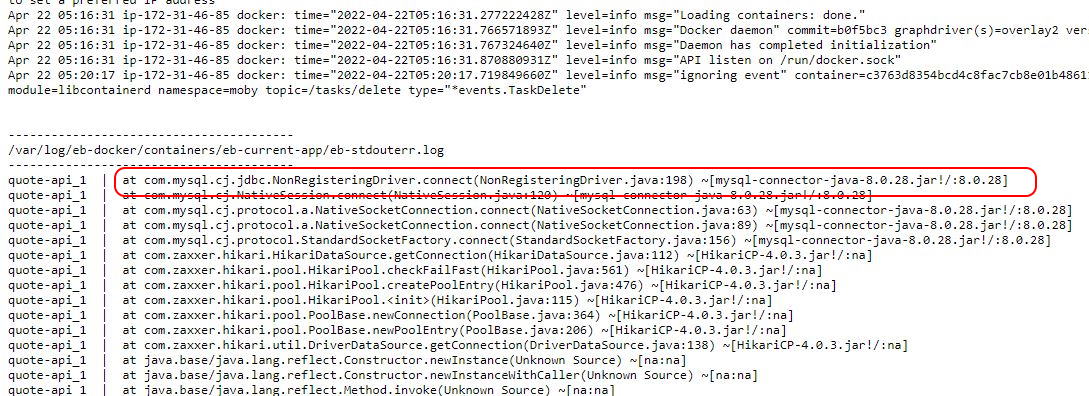 to set a preferred IP address"
Apr 22 05:16:31 ip-172-31-46-85 docker: time="2022-04-22T05:16:31.277222428Z" level=info msg="Loading containers: done."
Apr 22 05:16:31 ip-172-31-46-85 docker: time="2022-04-22T05:16:31.766571893Z" level=info msg="Docker daemon" commit=b0f5bc3 graphdriver(s)=overlay2 vers
Apr 22 05:16:31 ip-172-31-46-85 docker: time="2022-04-22T05:16:31.767324640Z" level=info msg="Daemon has completed initialization"
Apr 22 05:16:31 ip-172-31-46-85 docker: time="2022-04-22T05:16:31.870880931Z" level=info msg="API listen on /run/docker.sock"
Apr 22 05:20:17 ip-172-31-46-85 docker: time="2022-04-22T05:20:17.719849660Z" level=info msg="ignoring event" container=c3763d8354bcd4c8fac7cb8e01b48611
module=libcontainerd namespace=moby topic=/tasks/delete type="*events.TaskDelete"
----------------------------------------
/var/log/eb-docker/containers/eb-current-app/eb-stdouterr.log
----------------------------------------
quote-api_1 | at com.mysql.cj.jdbc.NonRegisteringDriver.connect(NonRegisteringDriver.java:198) ~[mysql-connector-java-8.0.28.jar!/:8.0.28]
quote-api_1 | at com.mysql.cj.NativeSession.connect(NativeSession.java:120) ~[mysql-connector-java-8.0.28.jar!/:8.0.28]
quote-api_1 | at com.mysql.cj.protocol.a.NativeSocketConnection.connect(NativeSocketConnection.java:63) ~[mysql-connector-java-8.0.28.jar!/:8.0.28]
quote-api_1 | at com.mysql.cj.protocol.a.NativeSocketConnection.connect(NativeSocketConnection.java:89) ~[mysql-connector-java-8.0.28.jar!/:8.0.28]
quote-api_1 | at com.mysql.cj.protocol.StandardSocketFactory.connect(StandardSocketFactory.java:156) ~[mysql-connector-java-8.0.28.jar!/:8.0.28]
quote-api_1 | at com.zaxxer.hikari.HikariDataSource.getConnection(HikariDataSource.java:112) ~[HikariCP-4.0.3.jar!/:na]
quote-api_1 | at com.zaxxer.hikari.pool.HikariPool.checkFailFast(HikariPool.java:561) ~[HikariCP-4.0.3.jar!/:na]
quote-api_1 | at com.zaxxer.hikari.pool.HikariPool.createPoolEntry(HikariPool.java:476) ~[HikariCP-4.0.3.jar!/:na]
quote-api_1 | at com.zaxxer.hikari.pool.HikariPool.<init>(HikariPool.java:115) ~[HikariCP-4.0.3.jar!/:na]
quote-api_1 | at com.zaxxer.hikari.pool.PoolBase.newConnection(PoolBase.java:364) ~[HikariCP-4.0.3.jar!/:na]
quote-api_1 | at com.zaxxer.hikari.pool.PoolBase.newPoolEntry(PoolBase.java:206) ~[HikariCP-4.0.3.jar!/:na]
quote-api_1 | at com.zaxxer.hikari.util.DriverDataSource.getConnection(DriverDataSource.java:138) ~[HikariCP-4.0.3.jar!/:na]
quote-api_1 | at java.base/java.lang.reflect.Constructor.newInstance(Unknown Source) ~[na:na]
quote-api_1 | at java.base/java.lang.reflect.Constructor.newInstanceWithCaller(Unknown Source) ~[na:na]
quote-api_1 | at java.base/java.lang.reflect.Method.invoke(Unknown Source) ~[na:na]